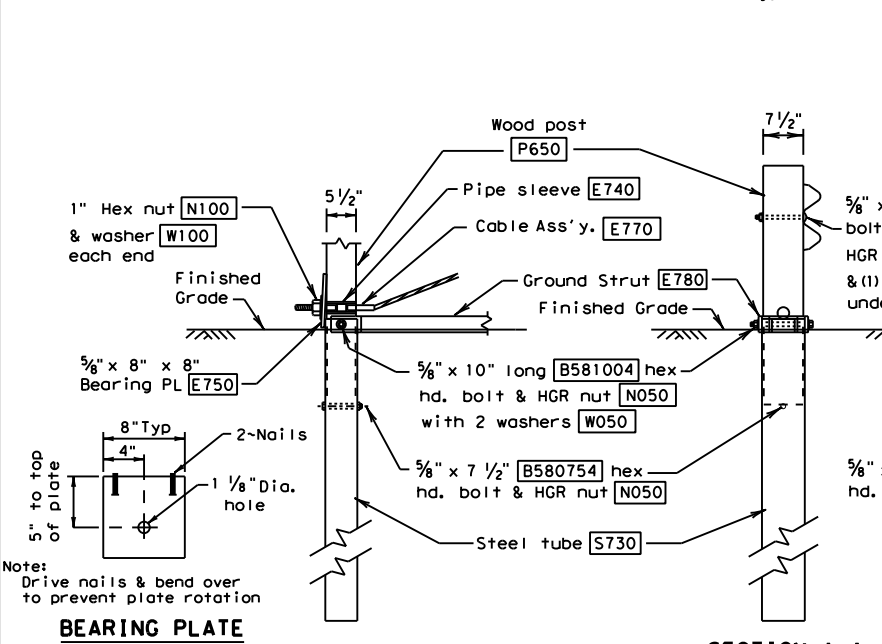 Wood post
P650
7½"
1" Hex nut N100
& washer W100
each end
5½"
Pipe sleeve E740
Cable Ass'y. E770
⅝" x
bolt
HGR
& (1)
unde
Finished
Grade
Ground Strut E780
Finished Grade
⅝" x 8" x 8"
Bearing PL E750
⅝" x 10" long B581004 hex
hd. bolt & HGR nut N050
with 2 washers W050
8"Typ
4"
2~Nails
5" to top
of plate
1 ⅛"Dia.
hole
⅝" x 7 ½" B580754 hex
hd. bolt & HGR nut N050
⅝"
hd.
Steel tube S730
Note:
Drive nails & bend over
to prevent plate rotation
BEARING PLATE